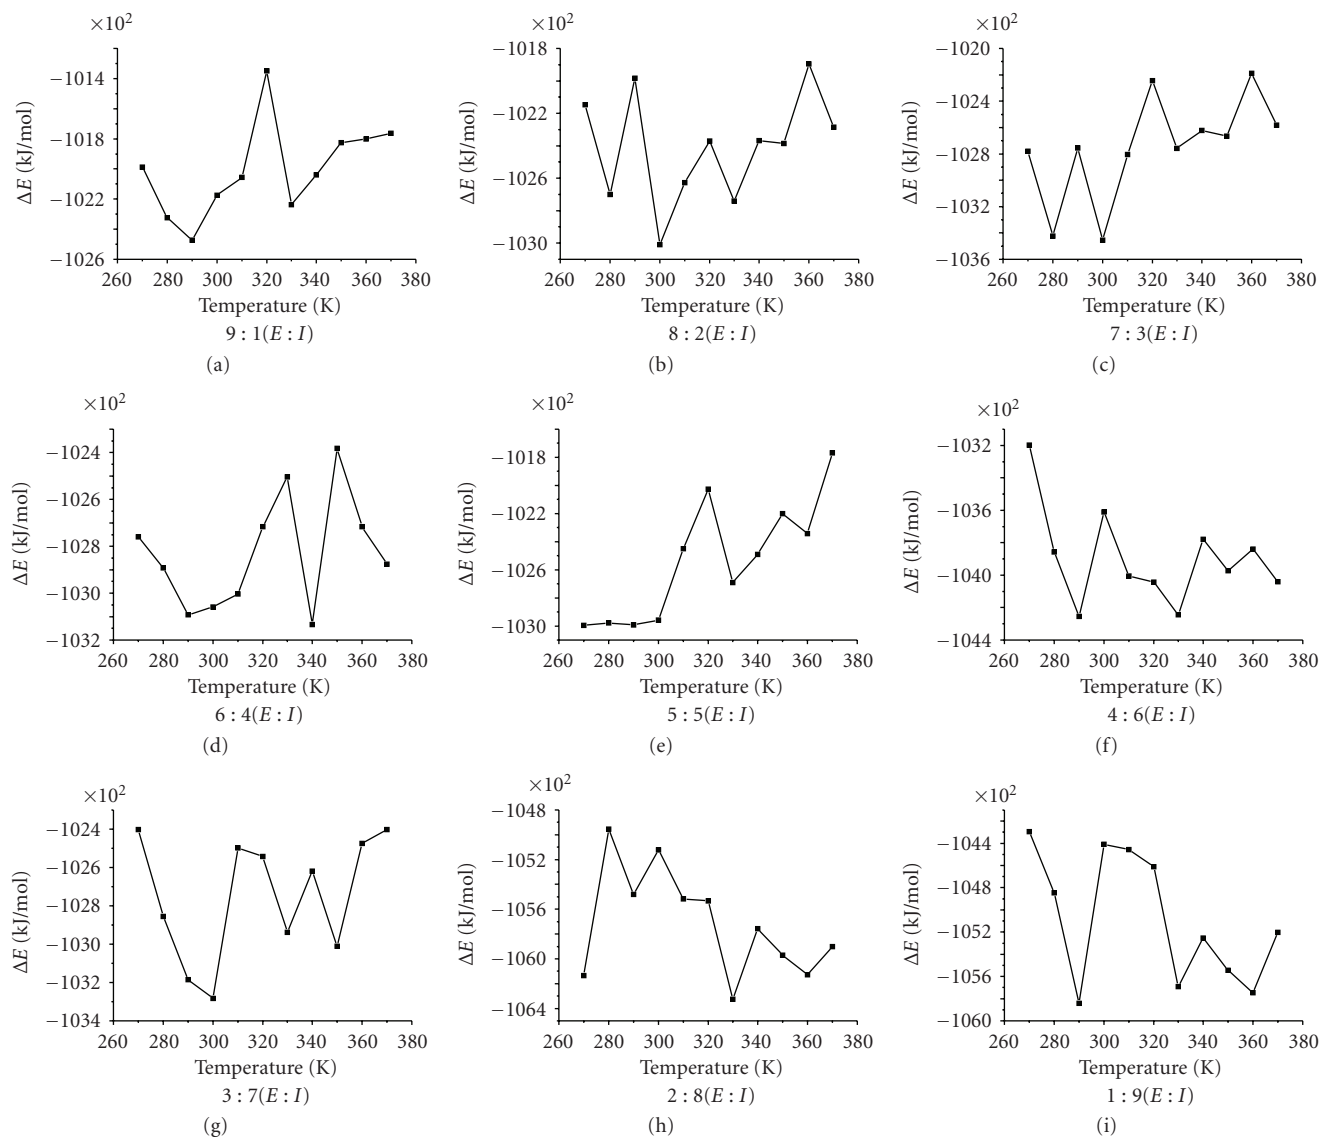 ×10²
−1014
−1018
−1022
−1026
ΔE (kJ/mol)
260 280 300 320 340 360 380
Temperature (K)
9 : 1(E : I)
(a)
×10²
−1018
−1022
−1026
−1030
ΔE (kJ/mol)
260 280 300 320 340 360 380
Temperature (K)
8 : 2(E : I)
(b)
×10²
−1020
−1024
−1028
−1032
−1036
ΔE (kJ/mol)
260 280 300 320 340 360 380
Temperature (K)
7 : 3(E : I)
(c)
×10²
−1024
−1026
−1028
−1030
−1032
ΔE (kJ/mol)
260 280 300 320 340 360 380
Temperature (K)
6 : 4(E : I)
(d)
×10²
−1018
−1022
−1026
−1030
ΔE (kJ/mol)
260 280 300 320 340 360 380
Temperature (K)
5 : 5(E : I)
(e)
×10²
−1032
−1036
−1040
−1044
ΔE (kJ/mol)
260 280 300 320 340 360 380
Temperature (K)
4 : 6(E : I)
(f)
×10²
−1024
−1026
−1028
−1030
−1032
−1034
ΔE (kJ/mol)
260 280 300 320 340 360 380
Temperature (K)
3 : 7(E : I)
(g)
×10²
−1048
−1052
−1056
−1060
−1064
ΔE (kJ/mol)
260 280 300 320 340 360 380
Temperature (K)
2 : 8(E : I)
(h)
×10²
−1044
−1048
−1052
−1056
−1060
ΔE (kJ/mol)
260 280 300 320 340 360 380
Temperature (K)
1 : 9(E : I)
(i)